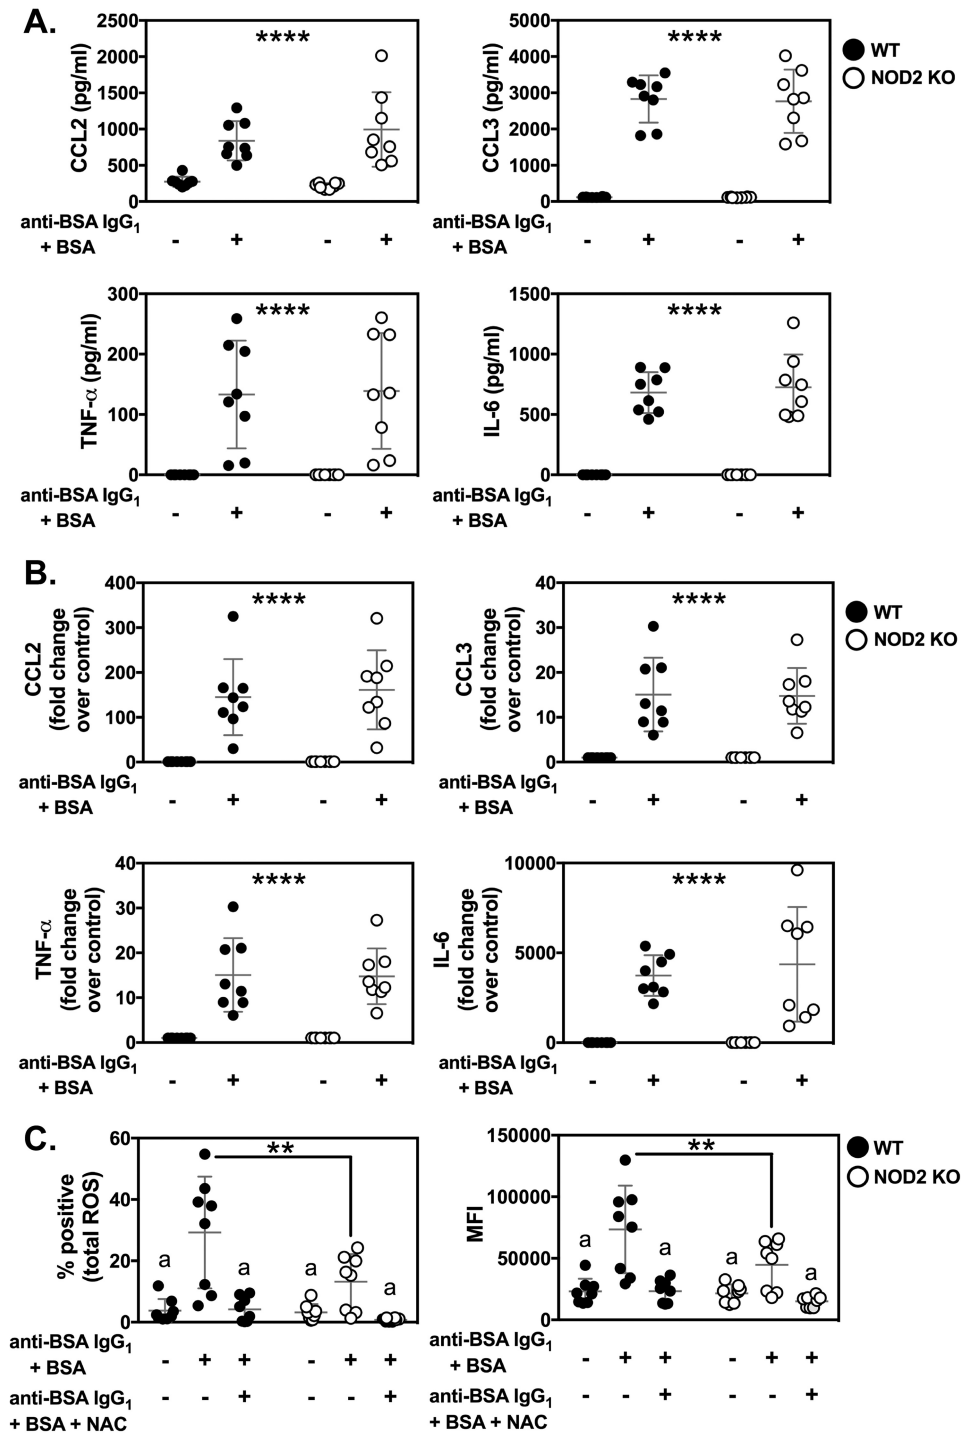 A.
CCL2 (pg/ml)
2500
2000
1500
1000
500
0
****
anti-BSA IgG1
+ BSA
- + - +
CCL3 (pg/ml)
5000
4000
3000
2000
1000
0
****
anti-BSA IgG1
+ BSA
- + - +
WT
NOD2 KO
TNF-α (pg/ml)
300
200
100
0
****
anti-BSA IgG1
+ BSA
- + - +
IL-6 (pg/ml)
1500
1000
500
0
****
anti-BSA IgG1
+ BSA
- + - +
B.
CCL2
(fold change
over control)
400
300
200
100
0
****
anti-BSA IgG1
+ BSA
- + - +
CCL3
(fold change
over control)
40
30
20
10
0
****
anti-BSA IgG1
+ BSA
- + - +
WT
NOD2 KO
TNF-α
(fold change
over control)
40
30
20
10
0
****
anti-BSA IgG1
+ BSA
- + - +
IL-6
(fold change
over control)
10000
5000
0
****
anti-BSA IgG1
+ BSA
- + - +
C.
% positive
(total ROS)
60
40
20
0
**
a a a a
anti-BSA IgG1
+ BSA
- + + - + +
anti-BSA IgG1
+ BSA + NAC
- - + - - +
MFI
150000
100000
50000
0
**
a a a a
anti-BSA IgG1
+ BSA
- + + - + +
anti-BSA IgG1
+ BSA + NAC
- - + - - +
WT
NOD2 KO